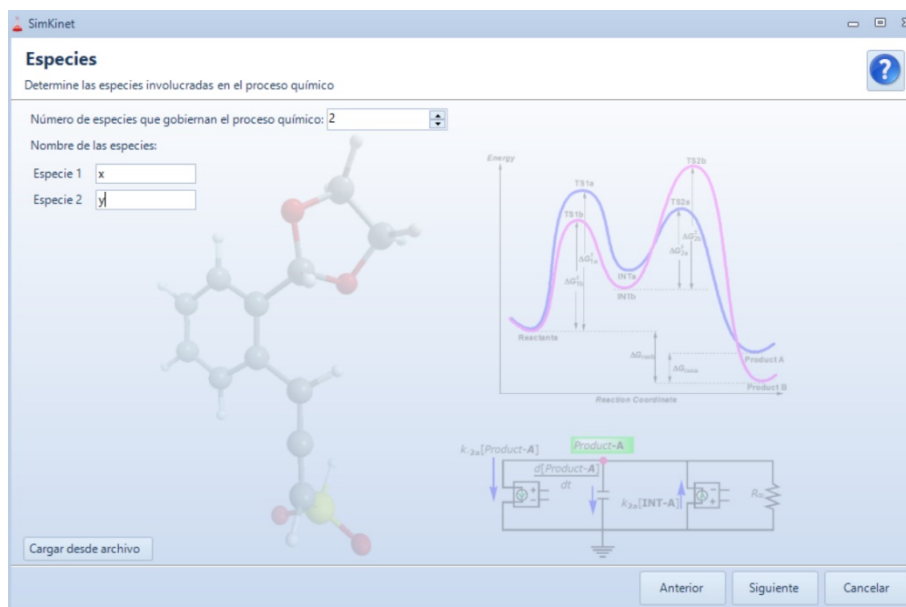 SimKinet
Especies
Determine las especies involucradas en el proceso químico
Número de especies que gobiernan el proceso químico: 2
Nombre de las especies:
Especie 1 x
Especie 2 y
Energy
TS2b
TS1a
TS2a
TS1b
INTa
INTb
Reactants
Product A
Product B
Reaction Coordinate
k-2a[Product-A]
Product-A
d[Product-A]
dt
k2a[INT-A]
R∞
Cargar desde archivo
Anterior Siguiente Cancelar